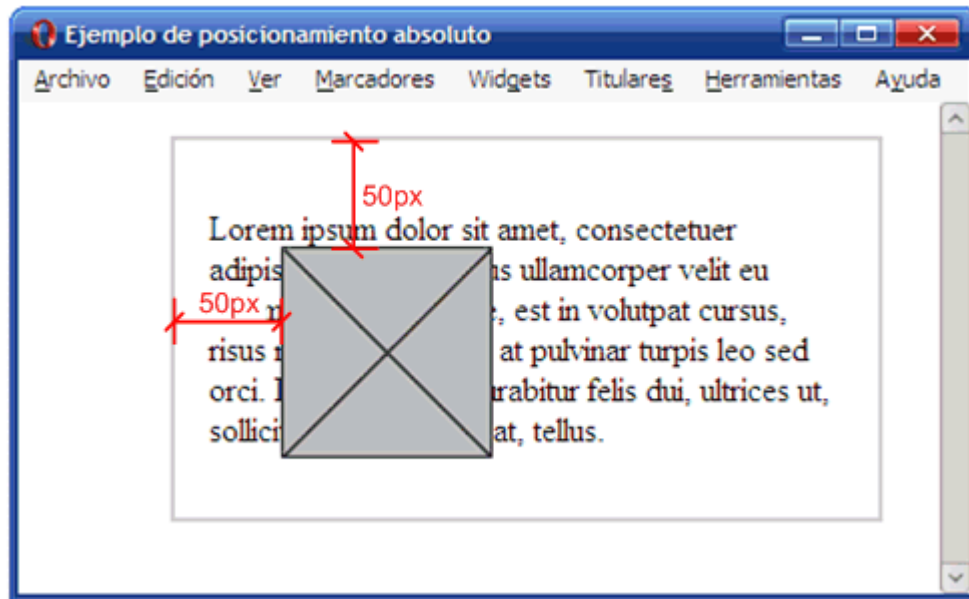 Ejemplo de posicionamiento absoluto
Archivo Edición Ver Marcadores Widgets Titulares Herramientas Ayuda
50px
Lorem ipsum dolor sit amet, consectetuer
adipis us ullamcorper velit eu
50px e, est in volutpat cursus,
risus at pulvinar turpis leo sed
orci. urabitur felis dui, ultrices ut,
sollici at, tellus.